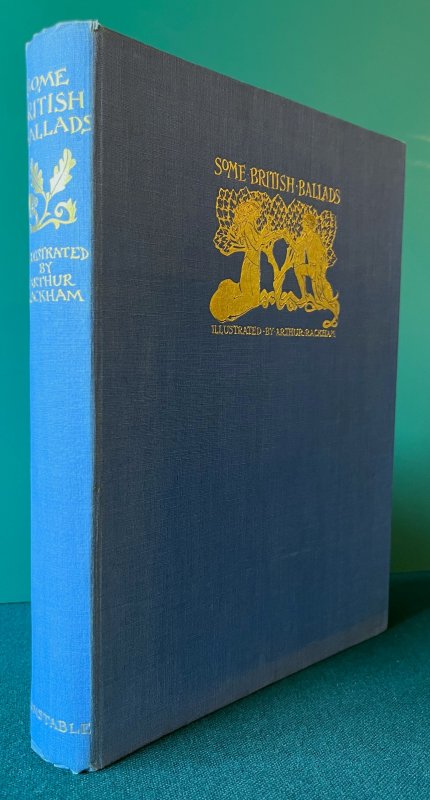 SOME
BRITISH
BALLADS
ILLUSTRATED
BY
ARTHUR
RACKHAM
CONSTABLE
SOME·BRITISH·BALLADS
ILLUSTRATED·BY·ARTHUR·RACKHAM